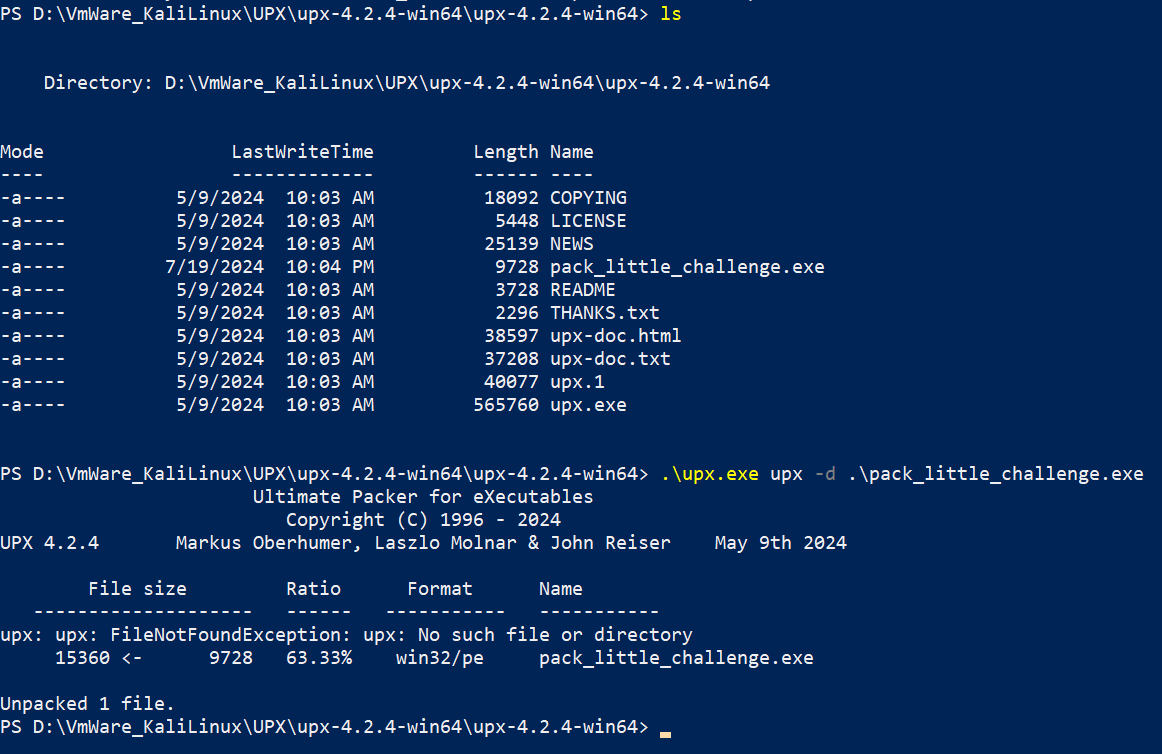 PS D:\VmWare_KaliLinux\UPX\upx-4.2.4-win64\upx-4.2.4-win64> ls
    Directory: D:\VmWare_KaliLinux\UPX\upx-4.2.4-win64\upx-4.2.4-win64
Mode                 LastWriteTime         Length Name
----                 -------------         ------ ----
-a----          5/9/2024  10:03 AM          18092 COPYING
-a----          5/9/2024  10:03 AM           5448 LICENSE
-a----          5/9/2024  10:03 AM          25139 NEWS
-a----         7/19/2024  10:04 PM           9728 pack_little_challenge.exe
-a----          5/9/2024  10:03 AM           3728 README
-a----          5/9/2024  10:03 AM           2296 THANKS.txt
-a----          5/9/2024  10:03 AM          38597 upx-doc.html
-a----          5/9/2024  10:03 AM          37208 upx-doc.txt
-a----          5/9/2024  10:03 AM          40077 upx.1
-a----          5/9/2024  10:03 AM         565760 upx.exe
PS D:\VmWare_KaliLinux\UPX\upx-4.2.4-win64\upx-4.2.4-win64> .\upx.exe upx -d .\pack_little_challenge.exe
                       Ultimate Packer for eXecutables
                          Copyright (C) 1996 - 2024
UPX 4.2.4       Markus Oberhumer, Laszlo Molnar & John Reiser    May 9th 2024
        File size         Ratio      Format      Name
   --------------------   ------   -----------   -----------
upx: upx: FileNotFoundException: upx: No such file or directory
     15360 <-      9728   63.33%    win32/pe     pack_little_challenge.exe
Unpacked 1 file.
PS D:\VmWare_KaliLinux\UPX\upx-4.2.4-win64\upx-4.2.4-win64>